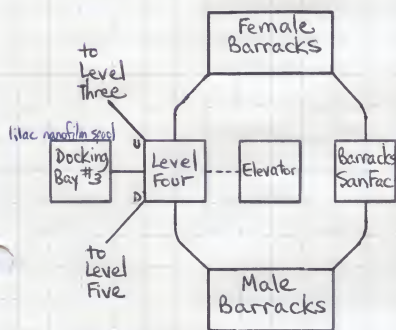 Female
Barracks
to
Level
Three
lilac nanofilm spool
U
Docking
Bay #3
Level
Four
Elevator
Barracks
SanFac
D
to
Level
Five
Male
Barracks